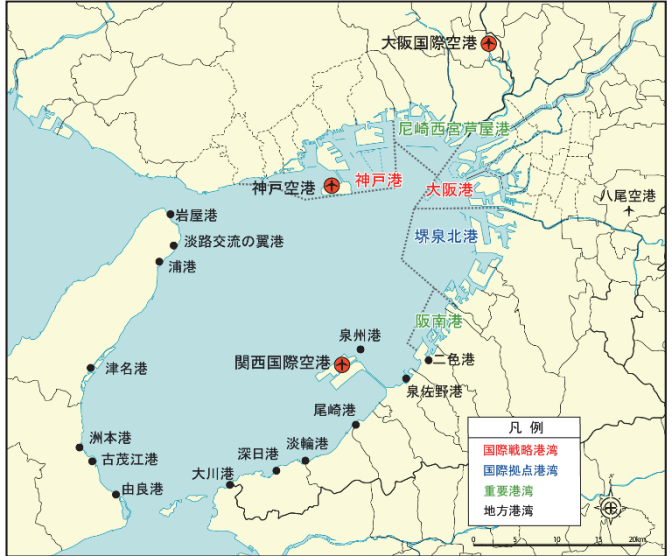 大阪国際空港
尼崎西宮芦屋港
神戸空港
神戸港
大阪港
八尾空港
岩屋港
淡路交流の翼港
浦港
堺泉北港
阪南港
泉州港
関西国際空港
二色港
津名港
泉佐野港
尾崎港
洲本港
古茂江港
淡輪港
深日港
大川港
由良港
凡 例
国際戦略港湾
国際拠点港湾
重要港湾
地方港湾
0 5 10 15 20km